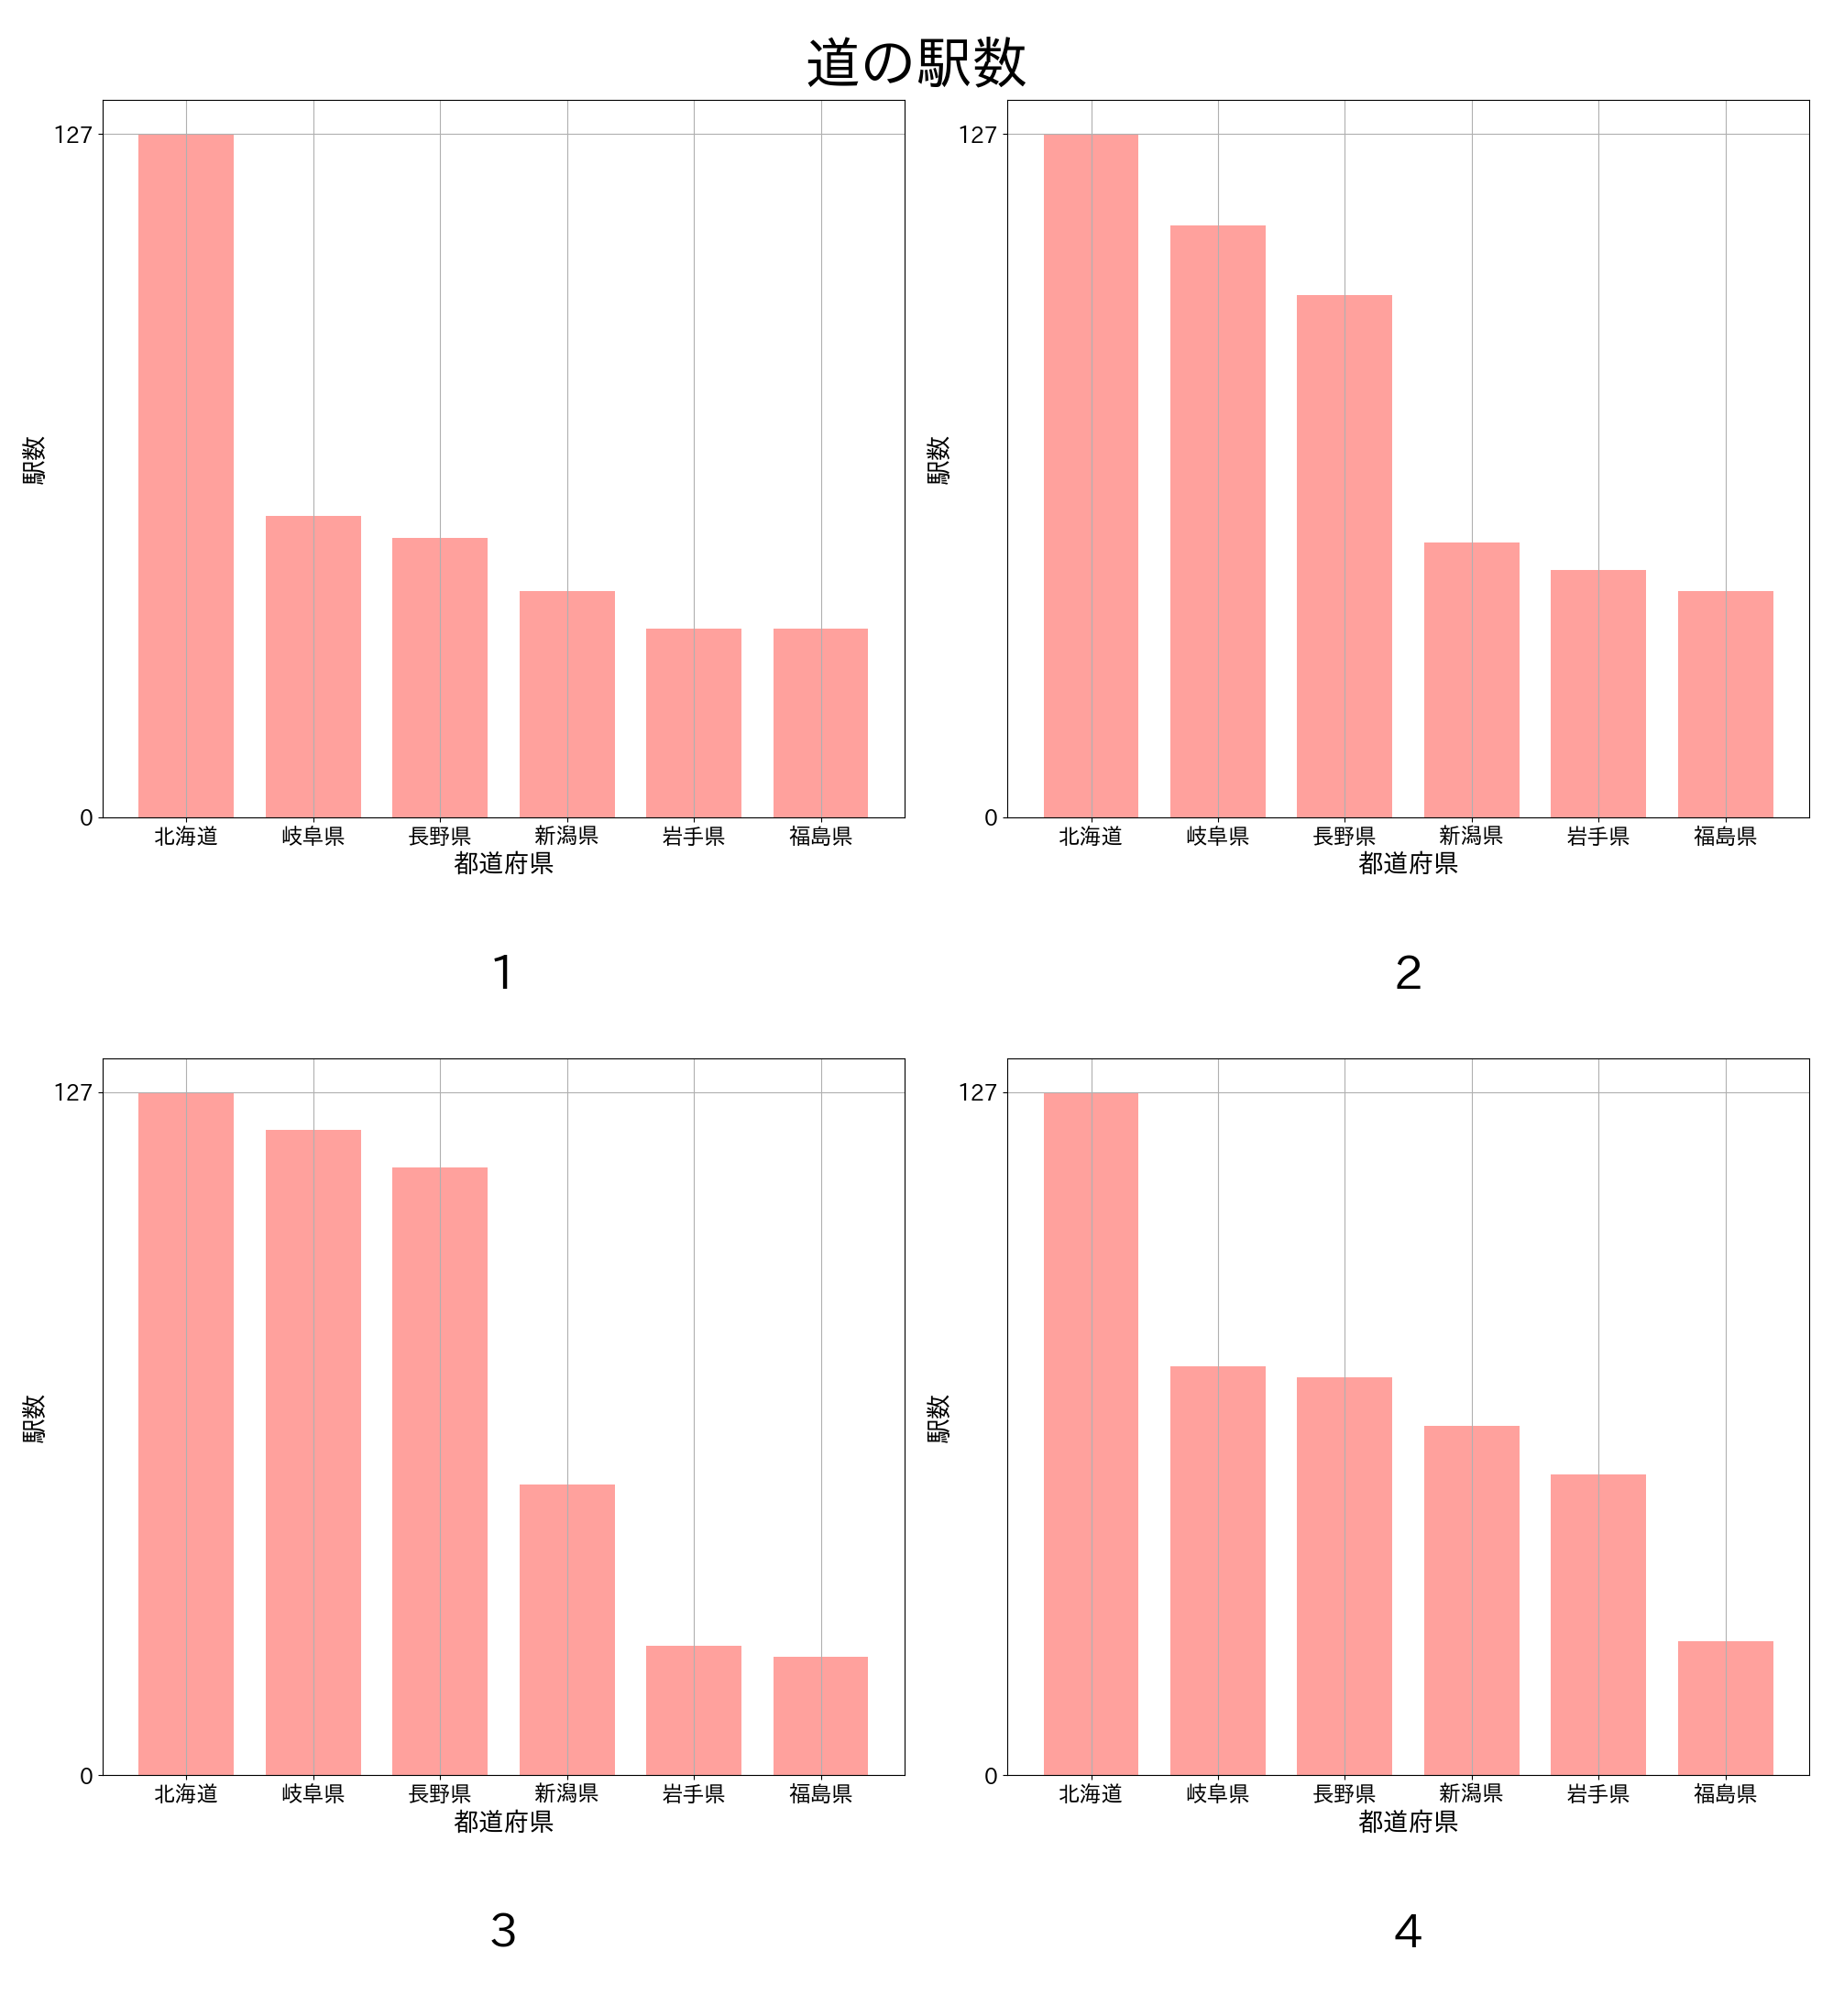 道の駅数
127
駅数
0
北海道 岐阜県 長野県 新潟県 岩手県 福島県
都道府県
1
127
駅数
0
北海道 岐阜県 長野県 新潟県 岩手県 福島県
都道府県
2
127
駅数
0
北海道 岐阜県 長野県 新潟県 岩手県 福島県
都道府県
3
127
駅数
0
北海道 岐阜県 長野県 新潟県 岩手県 福島県
都道府県
4